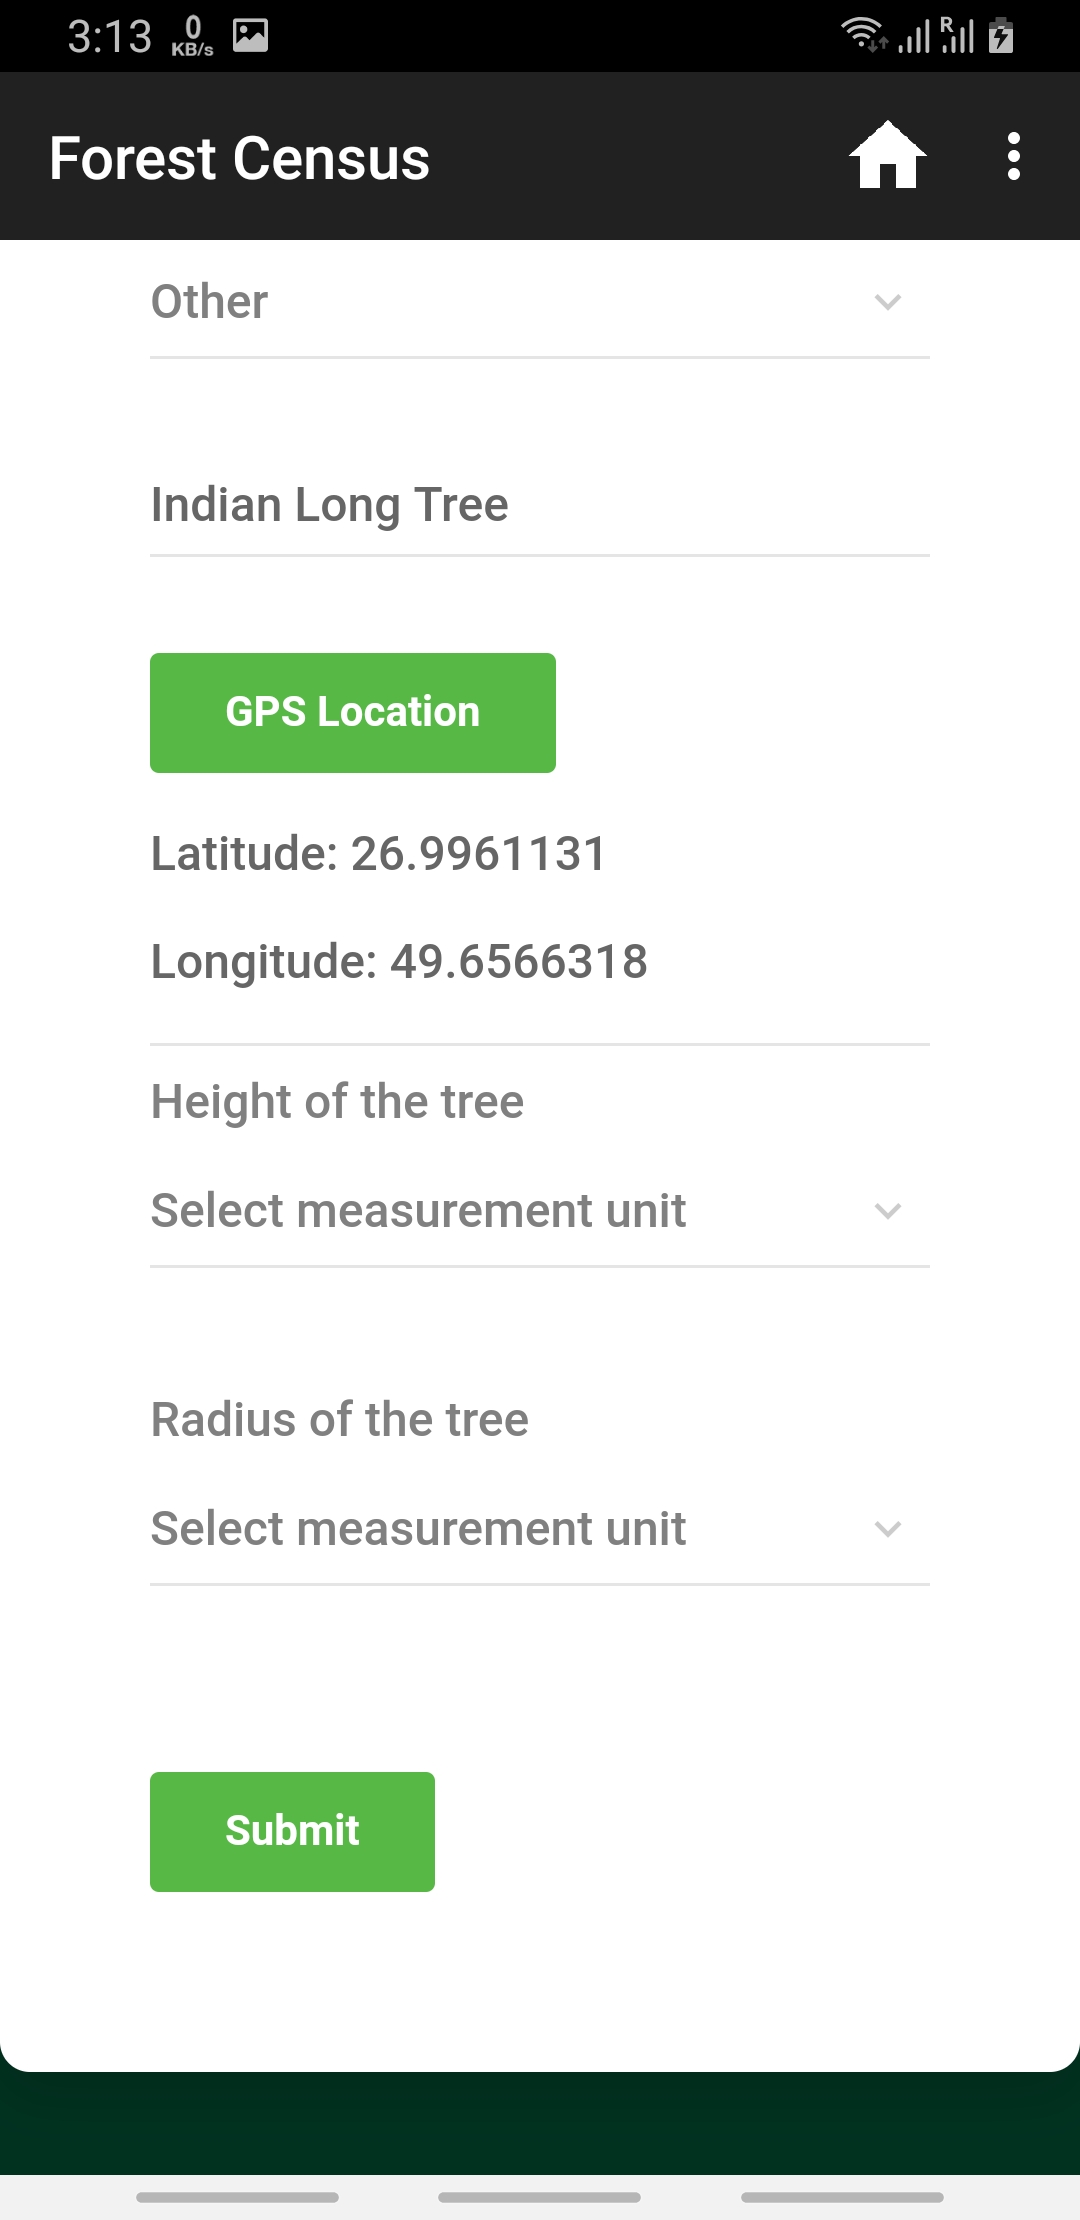 3:13 0 KB/s R
Forest Census
Other
Indian Long Tree
GPS Location
Latitude: 26.9961131
Longitude: 49.6566318
Height of the tree
Select measurement unit
Radius of the tree
Select measurement unit
Submit